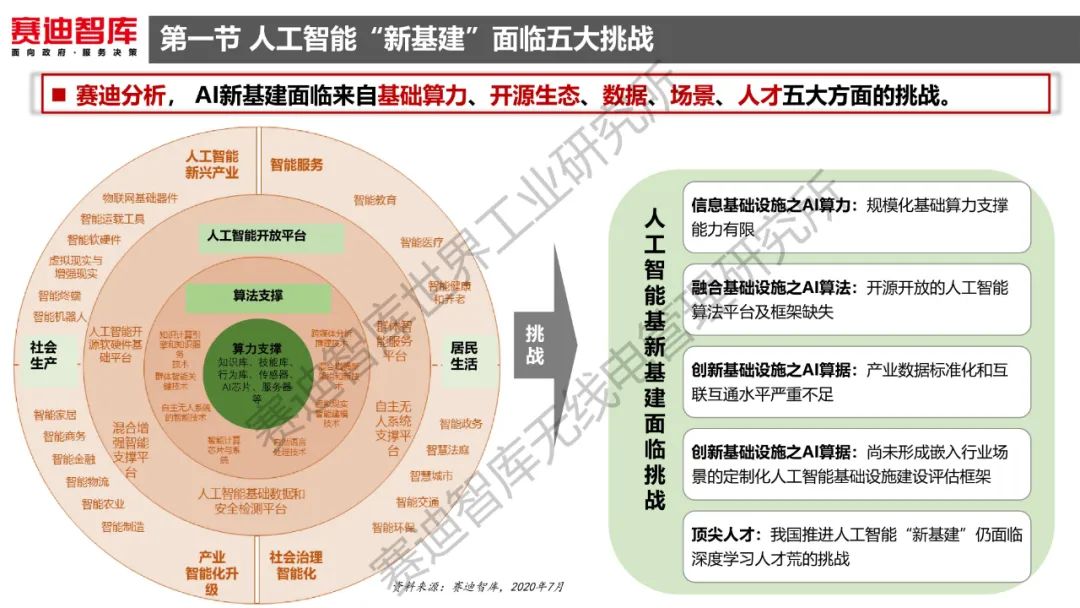 赛迪智库
面向政府·服务决策
第一节 人工智能“新基建”面临五大挑战
■ 赛迪分析， AI新基建面临来自基础算力、开源生态、数据、场景、人才五大方面的挑战。
人工智能
新兴产业
智能服务
物联网基础器件
智能运载工具
智能软硬件
虚拟现实与
增强现实
智能终端
智能机器人
智能教育
智能医疗
智能健康
和养老
社会
生产
居民
生活
智能家居
智能商务
智能金融
智能物流
智能农业
智能制造
智能政务
智慧法庭
智慧城市
智能交通
智能环保
产业
智能化升
级
社会治理
智能化
人工智能开放平台
人工智能开
源软硬件基
础平台
群体智
能服务
平台
混合增
强智能
支撑平
台
自主无
人系统
支撑平
台
人工智能基础数据和
安全检测平台
算法支撑
知识计算引
擎和知识服
务
技术
群体智能关
键技术
自主无人系统
的智能技术
智能计算
芯片与系
统
自然语言
处理技术
跨媒体分析
推理技术
虚拟现实
智能建模
技术
算力支撑
知识库、技能库、
行为库、传感器、
AI芯片、服务器
等
挑
战
人工智能基新基建面临挑战
信息基础设施之AI算力：规模化基础算力支撑
能力有限
融合基础设施之AI算法：开源开放的人工智能
算法平台及框架缺失
创新基础设施之AI算据：产业数据标准化和互
联互通水平严重不足
创新基础设施之AI算据：尚未形成嵌入行业场
景的定制化人工智能基础设施建设评估框架
顶尖人才：我国推进人工智能“新基建”仍面临
深度学习人才荒的挑战
资料来源：赛迪智库，2020年7月
赛迪智库世界工业研究所
赛迪智库无线电管理研究所